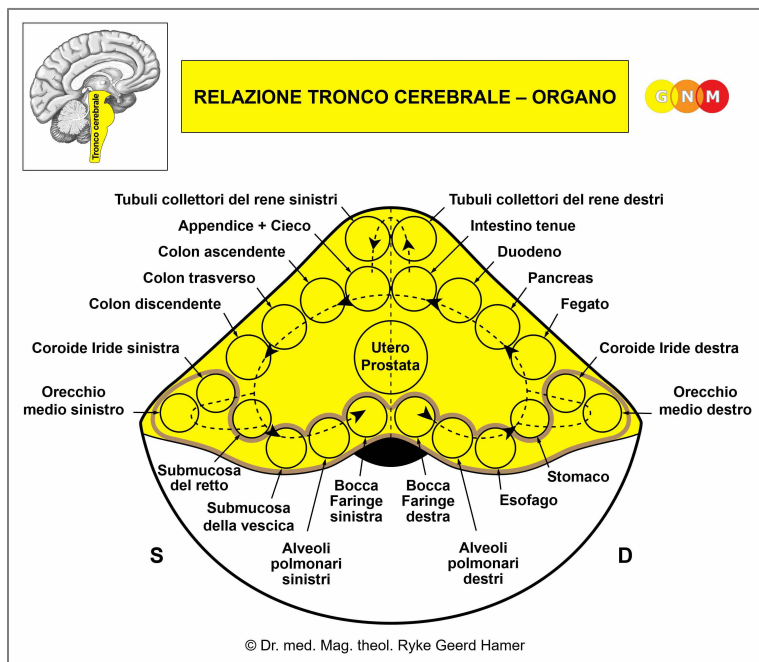 Tronco cerebrale
RELAZIONE TRONCO CEREBRALE – ORGANO
G N M
Tubuli collettori del rene sinistri
Tubuli collettori del rene destri
Appendice + Cieco
Intestino tenue
Colon ascendente
Duodeno
Colon trasverso
Pancreas
Colon discendente
Fegato
Utero
Prostata
Coroide Iride sinistra
Coroide Iride destra
Orecchio
medio sinistro
Orecchio
medio destro
Submucosa
del retto
Submucosa
della vescica
Alveoli
polmonari
sinistri
Bocca
Faringe
sinistra
Bocca
Faringe
destra
Alveoli
polmonari
destri
Esofago
Stomaco
S
D
© Dr. med. Mag. theol. Ryke Geerd Hamer